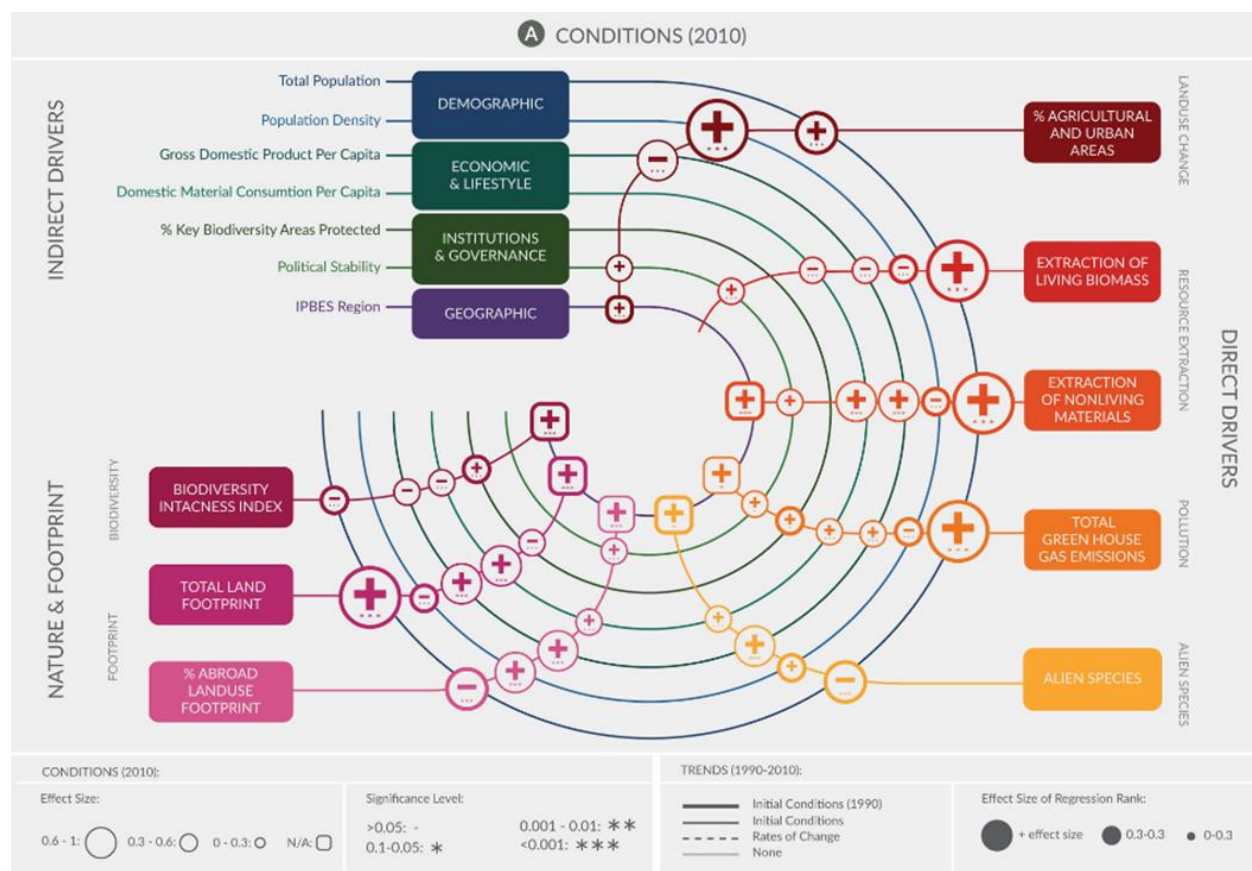 A CONDITIONS (2010)
INDIRECT DRIVERS
Total Population
Population Density
DEMOGRAPHIC
Gross Domestic Product Per Capita
Domestic Material Consumtion Per Capita
ECONOMIC
& LIFESTYLE
% Key Biodiversity Areas Protected
Political Stability
INSTITUTIONS
& GOVERNANCE
IPBES Region
GEOGRAPHIC
% AGRICULTURAL
AND URBAN
AREAS
LANDUSE CHANGE
EXTRACTION OF
LIVING BIOMASS
EXTRACTION
OF NONLIVING
MATERIALS
RESOURCE EXTRACTION
DIRECT DRIVERS
TOTAL
GREEN HOUSE
GAS EMISSIONS
POLLUTION
ALIEN SPECIES
ALIEN SPECIES
NATURE & FOOTPRINT
BIODIVERSITY
BIODIVERSITY
INTACNESS INDEX
FOOTPRINT
TOTAL LAND
FOOTPRINT
% ABROAD
LANDUSE
FOOTPRINT
CONDITIONS (2010):
Effect Size:
0.6 - 1: 0.3 - 0.6: 0 - 0.3: N/A:
Significance Level:
>0.05: -
0.1-0.05: *
0.001 - 0.01: **
<0.001: ***
TRENDS (1990-2010):
Initial Conditions (1990)
Initial Conditions
Rates of Change
None
Effect Size of Regression Rank:
+ effect size 0.3-0.3 0-0.3